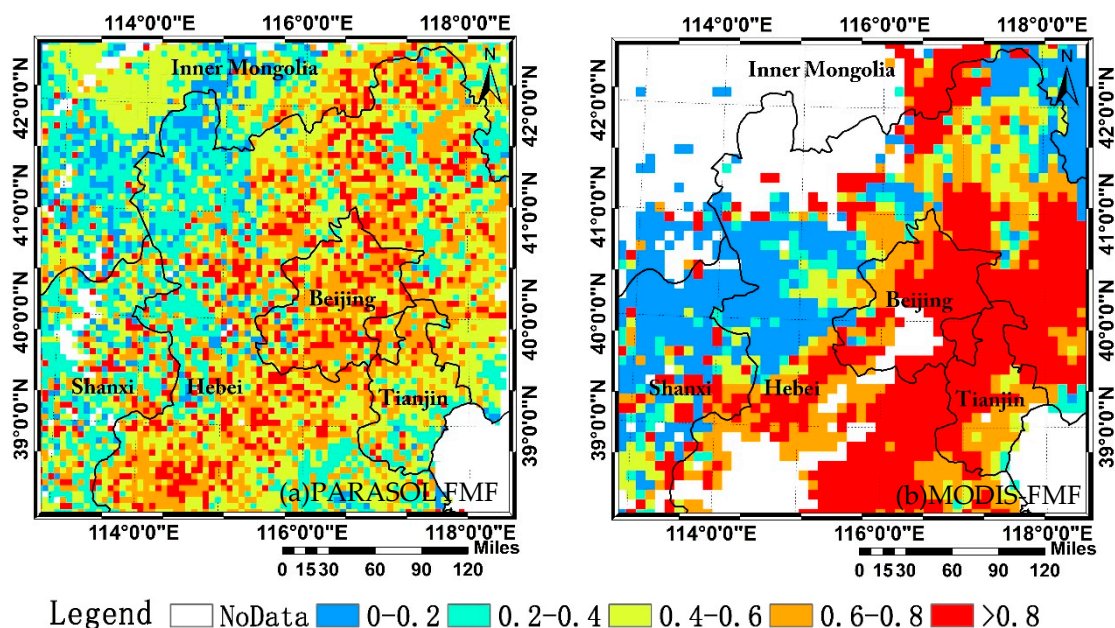 114°0'0"E 116°0'0"E 118°0'0"E
114°0'0"E 116°0'0"E 118°0'0"E
42°0'0"N
41°0'0"N
40°0'0"N
39°0'0"N
Inner Mongolia
N
Beijing
Shanxi
Hebei
Tianjin
(a)PARASOL FMF
42°0'0"N
41°0'0"N
40°0'0"N
39°0'0"N
42°0'0"N
41°0'0"N
40°0'0"N
39°0'0"N
Inner Mongolia
N
Beijing
Shanxi
Hebei
Tianjin
(b)MODIS-FMF
42°0'0"N
41°0'0"N
40°0'0"N
39°0'0"N
114°0'0"E 116°0'0"E 118°0'0"E
114°0'0"E 116°0'0"E 118°0'0"E
Miles
0 15 30 60 90 120
Miles
0 15 30 60 90 120
Legend NoData 0-0.2 0.2-0.4 0.4-0.6 0.6-0.8 >0.8